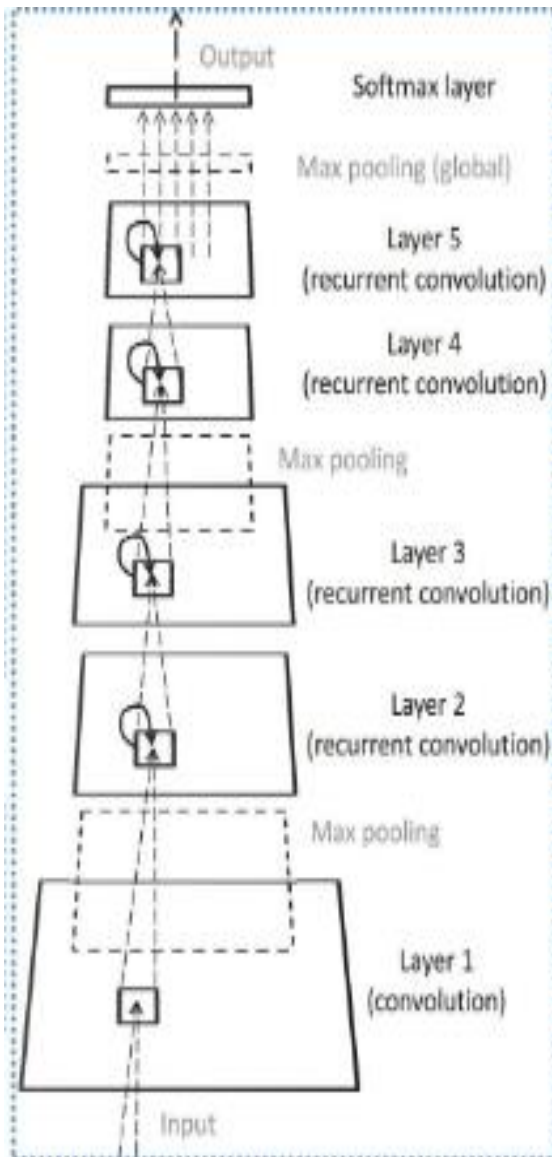 Output
Softmax layer
Max pooling (global)
Layer 5
(recurrent convolution)
Layer 4
(recurrent convolution)
Max pooling
Layer 3
(recurrent convolution)
Layer 2
(recurrent convolution)
Max pooling
Layer 1
(convolution)
Input